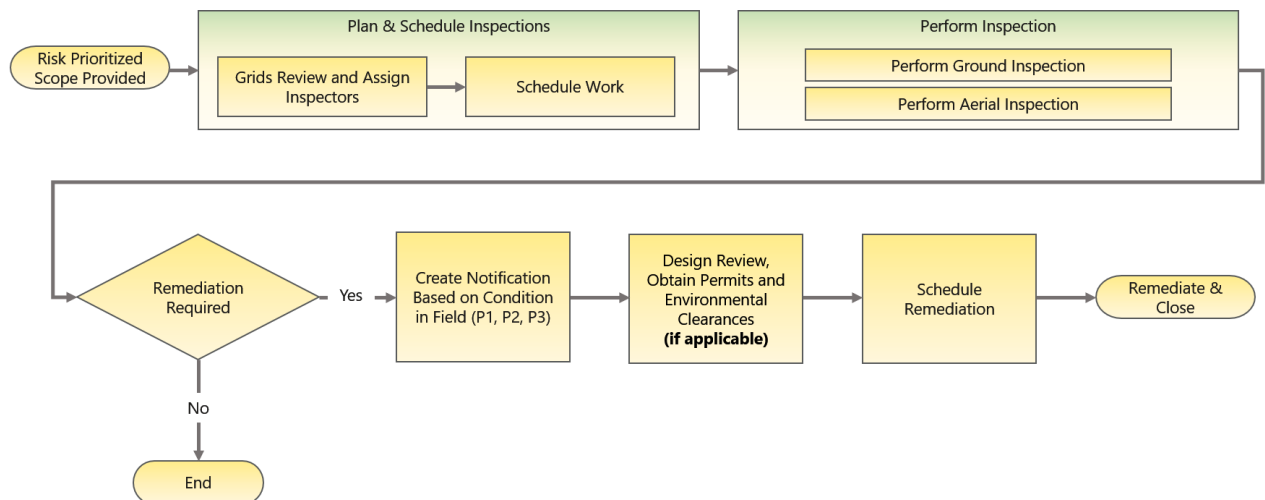 Plan & Schedule Inspections
Perform Inspection
Risk Prioritized
Scope Provided
Grids Review and Assign
Inspectors
Schedule Work
Perform Ground Inspection
Perform Aerial Inspection
Remediation
Required
Yes
Create Notification
Based on Condition
in Field (P1, P2, P3)
Design Review,
Obtain Permits and
Environmental
Clearances
(if applicable)
Schedule
Remediation
Remediate &
Close
No
End